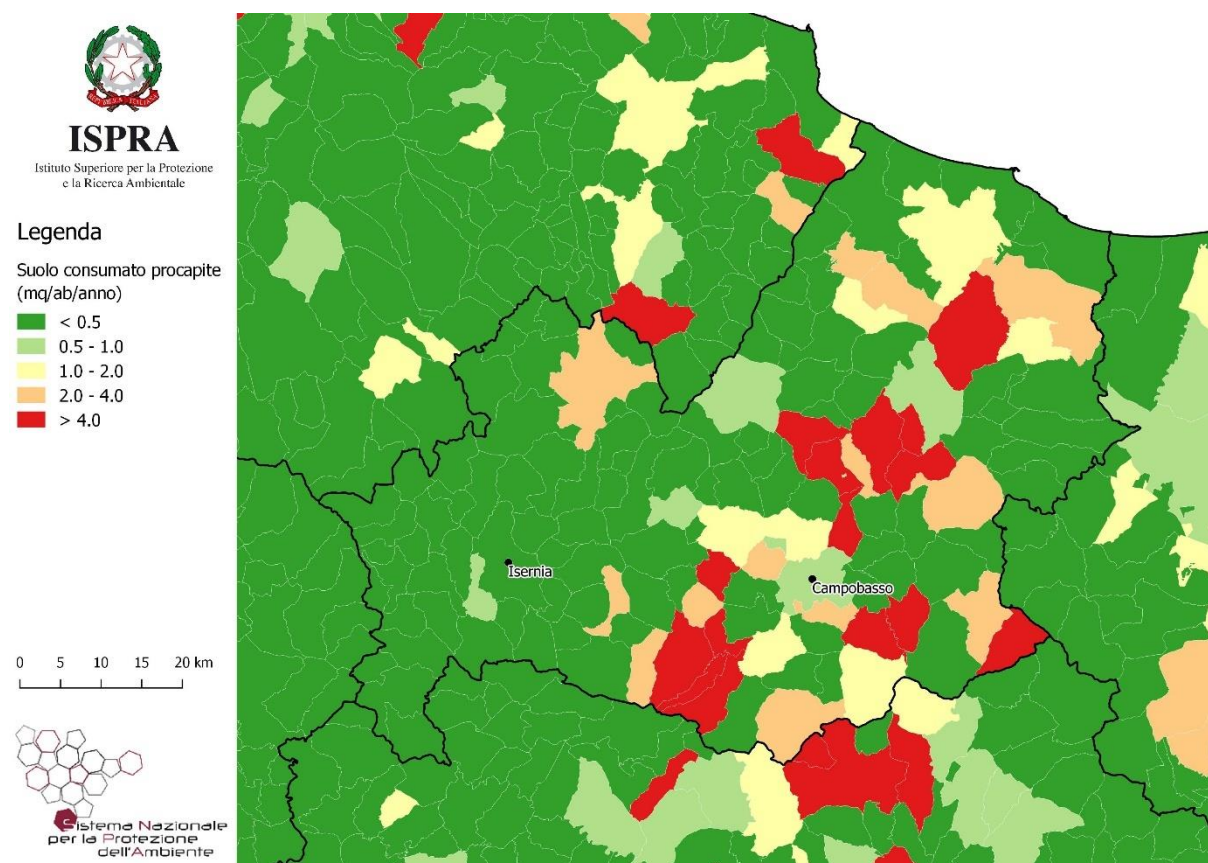 REPVBBLICA ITALIANA
ISPRA
Istituto Superiore per la Protezione
e la Ricerca Ambientale
Legenda
Suolo consumato procapite
(mq/ab/anno)
< 0.5
0.5 - 1.0
1.0 - 2.0
2.0 - 4.0
> 4.0
Isernia
Campobasso
0 5 10 15 20 km
Sistema Nazionale
per la Protezione
dell'Ambiente